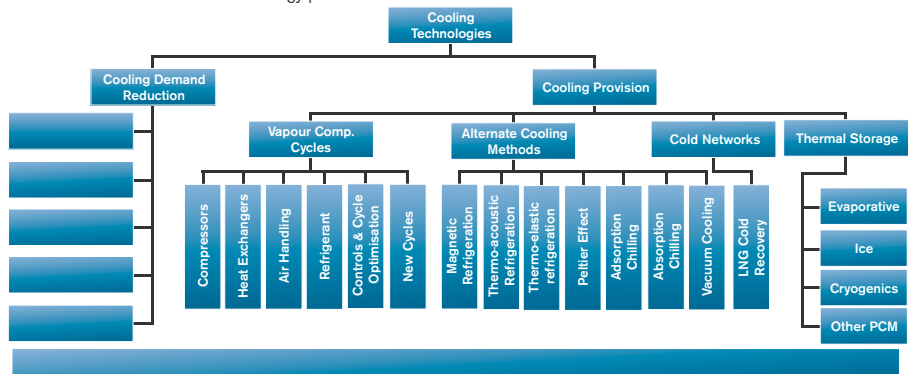 Cooling
Technologies
Cooling Demand
Reduction
Cooling Provision
Vapour Comp.
Cycles
Alternate Cooling
Methods
Cold Networks
Thermal Storage
Compressors
Heat Exchangers
Air Handling
Refrigerant
Controls & Cycle
Optimisation
New Cycles
Magnetic
Refrigeration
Thermo-acoustic
Refrigeration
Thermo-elastic
refrigeration
Peltier Effect
Adsorption
Chilling
Absorption
Chilling
Vacuum Cooling
LNG Cold
Recovery
Evaporative
Ice
Cryogenics
Other PCM